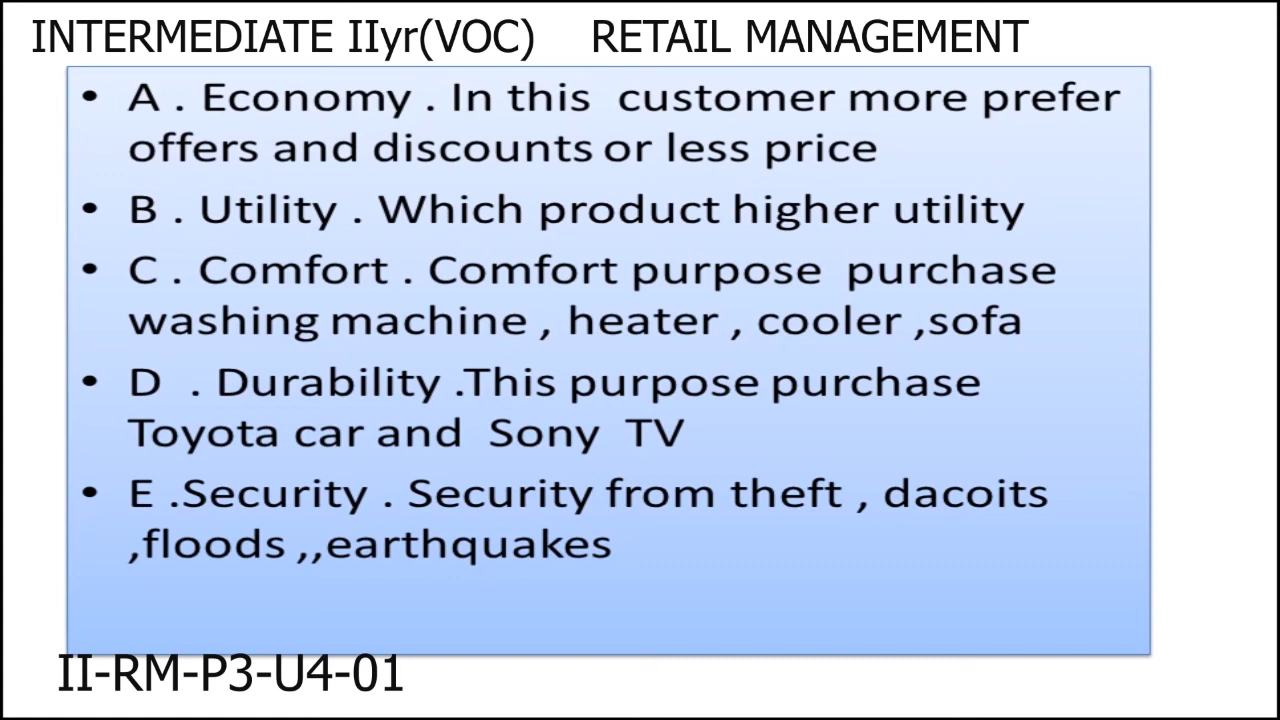 INTERMEDIATE IIyr(VOC) RETAIL MANAGEMENT
• A . Economy . In this customer more prefer
offers and discounts or less price
• B . Utility . Which product higher utility
• C . Comfort . Comfort purpose purchase
washing machine , heater , cooler ,sofa
• D . Durability .This purpose purchase
Toyota car and Sony TV
• E .Security . Security from theft , dacoits
,floods ,,earthquakes
II-RM-P3-U4-01